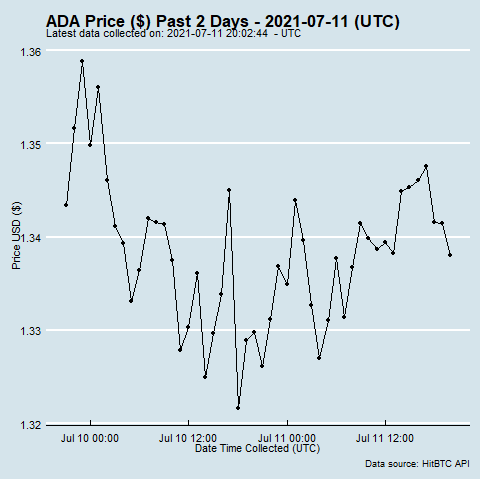 ADA Price ($) Past 2 Days - 2021-07-11 (UTC)
Latest data collected on: 2021-07-11 20:02:44 - UTC
1.36
1.35
1.34
1.33
1.32
Price USD ($)
Jul 10 00:00 Jul 10 12:00 Jul 11 00:00 Jul 11 12:00
Date Time Collected (UTC)
Data source: HitBTC API